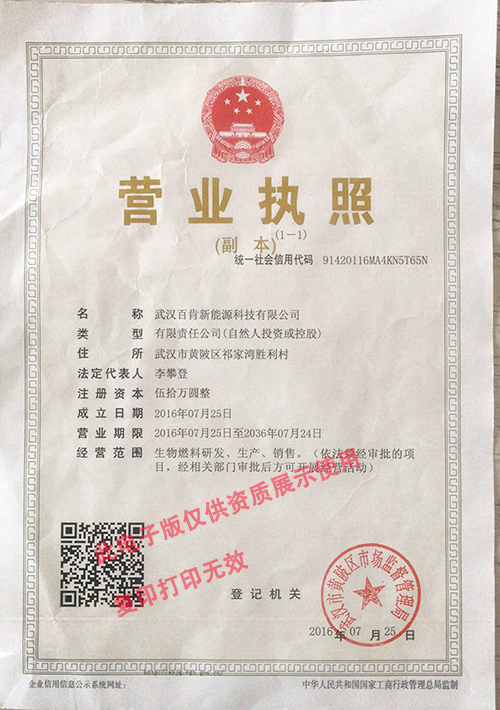 营业执照
(副 本)(1-1)
统一社会信用代码 91420116MA4KN5T65N
名 称 武汉百肯新能源科技有限公司
类 型 有限责任公司(自然人投资或控股)
住 所 武汉市黄陂区祁家湾胜利村
法定代表人 李攀登
注册资本 伍拾万圆整
成立日期 2016年07月25日
营业期限 2016年07月25日至2036年07月24日
经营范围 生物燃料研发、生产、销售。（依法须经审批的项
目，经相关部门审批后方可开展经营活动）
此电子版仅供资质展示使用
复印打印无效
登记机关
武汉市黄陂区市场监督管理局
2016年07月25日
企业信用信息公示系统网址：
中华人民共和国国家工商行政管理总局监制